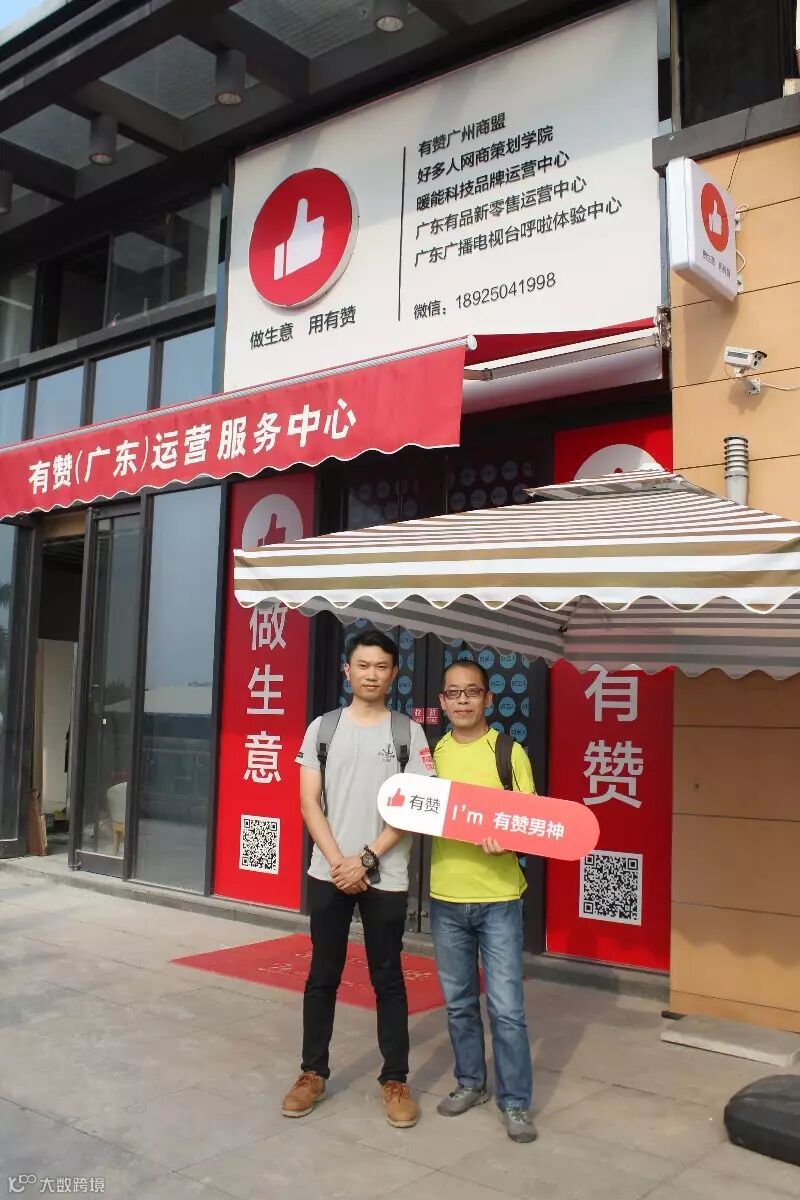 有赞广州商盟
好多人网商策划学院
暖能科技品牌运营中心
广东有品新零售运营中心
广东广播电视台呼啦体验中心
微信：18925041998
做生意 用有赞
有赞(广东)运营服务中心
做生意
有赞
有赞
I'm 有赞男神
大数跨境